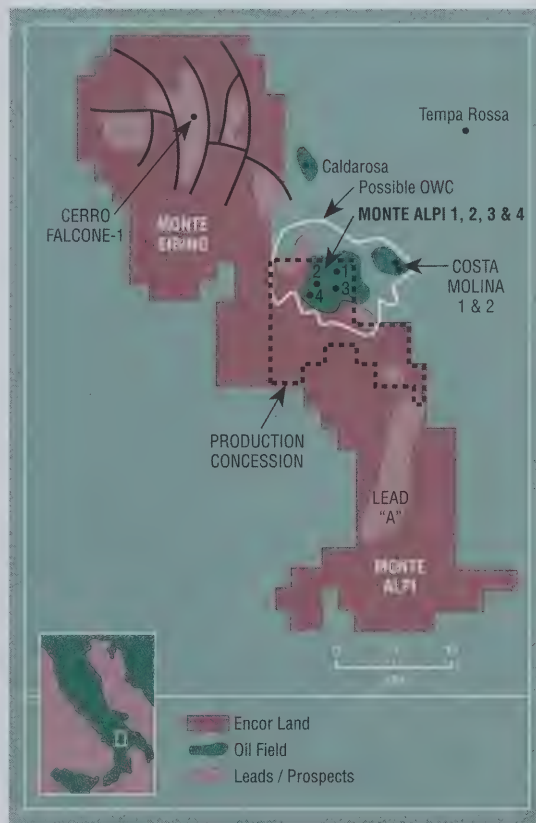 Tempa Rossa
Caldarosa
Possible OWC
MONTE ALPI 1, 2, 3 & 4
CERRO
FALCONE-1
MONTE
COSTA
MOLINA
1 & 2
2
1
4
3
PRODUCTION
CONCESSION
LEAD
"A"
MONTE
ALPI
0
Encor Land
Oil Field
Leads / Prospects